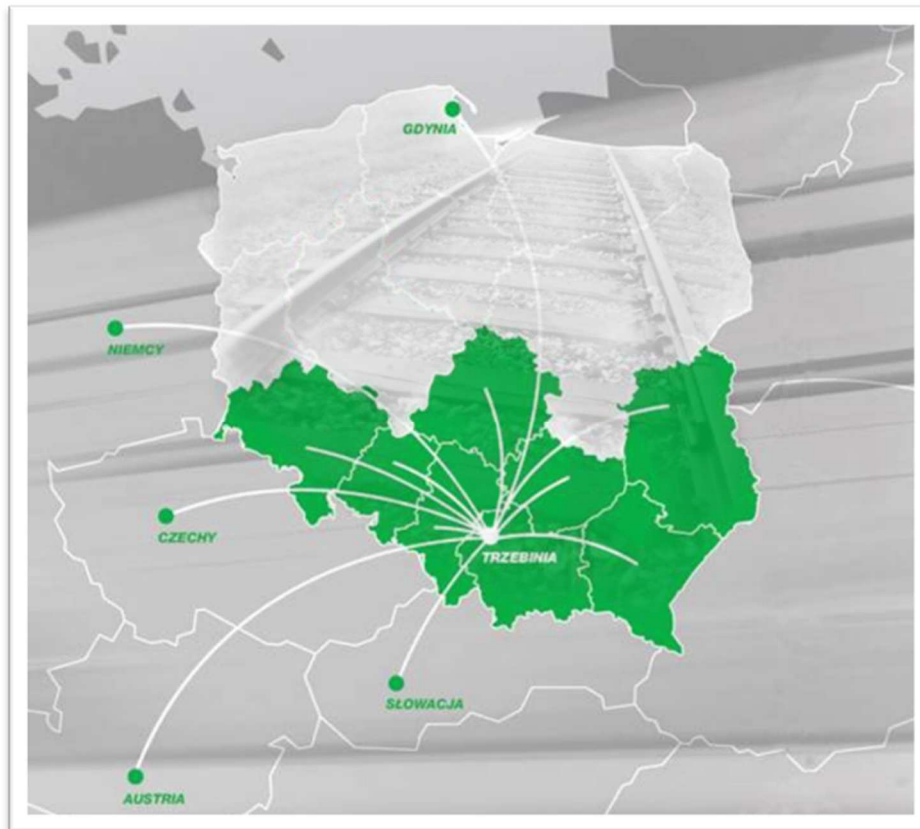 GDYNIA
NIEMCY
CZECHY
TRZEBINIA
SŁOWACJA
AUSTRIA